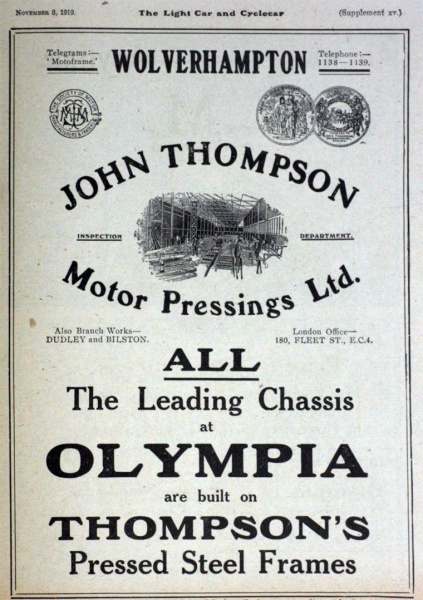 November 8, 1919. The Light Car and Cyclecar (Supplement xv.)
Telegrams:— WOLVERHAMPTON Telephone:—
'Motoframe.' 1138—1139.
JOHN THOMPSON
INSPECTION DEPARTMENT.
Motor Pressings Ltd.
Also Branch Works— London Office—
DUDLEY and BILSTON. 180, FLEET ST., E.C.4.
ALL
The Leading Chassis
at
OLYMPIA
are built on
THOMPSON'S
Pressed Steel Frames